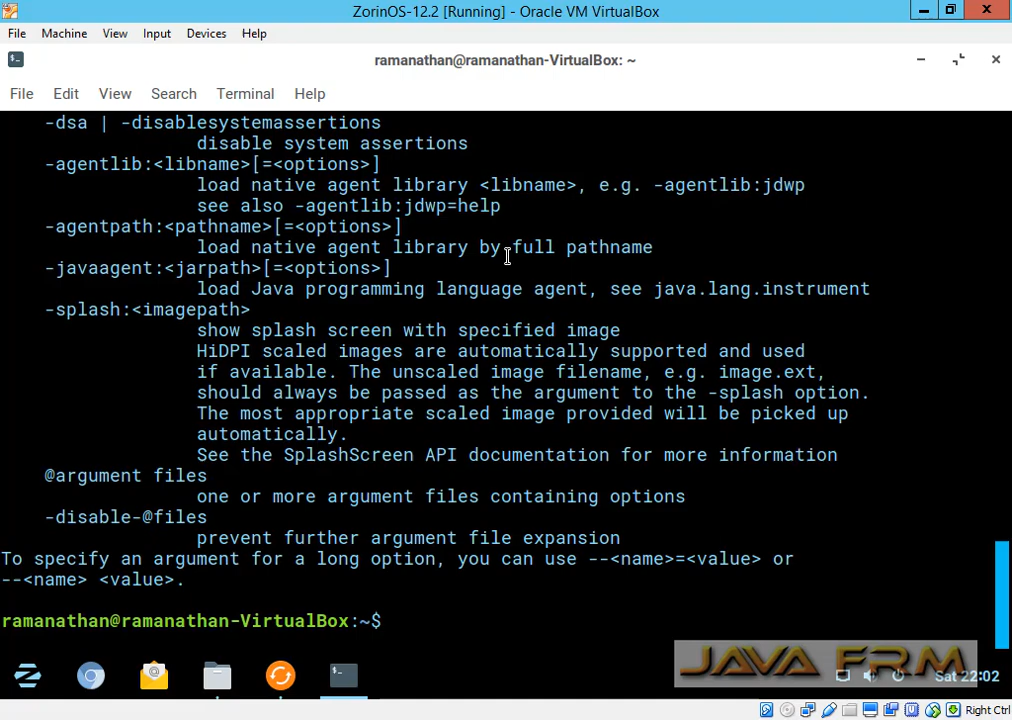 ZorinOS-12.2 [Running] - Oracle VM VirtualBox
File Machine View Input Devices Help
ramanathan@ramanathan-VirtualBox: ~
File Edit View Search Terminal Help
-dsa | -disablesystemassertions
disable system assertions
-agentlib:<libname>[=<options>]
load native agent library <libname>, e.g. -agentlib:jdwp
see also -agentlib:jdwp=help
-agentpath:<pathname>[=<options>]
load native agent library by full pathname
-javaagent:<jarpath>[=<options>]
load Java programming language agent, see java.lang.instrument
-splash:<imagepath>
show splash screen with specified image
HiDPI scaled images are automatically supported and used
if available. The unscaled image filename, e.g. image.ext,
should always be passed as the argument to the -splash option.
The most appropriate scaled image provided will be picked up
automatically.
See the SplashScreen API documentation for more information
@argument files
one or more argument files containing options
-disable-@files
prevent further argument file expansion
To specify an argument for a long option, you can use --<name>=<value> or
--<name> <value>.
ramanathan@ramanathan-VirtualBox:~$
JAVA FRM
Sat 22:02
Right Ctrl